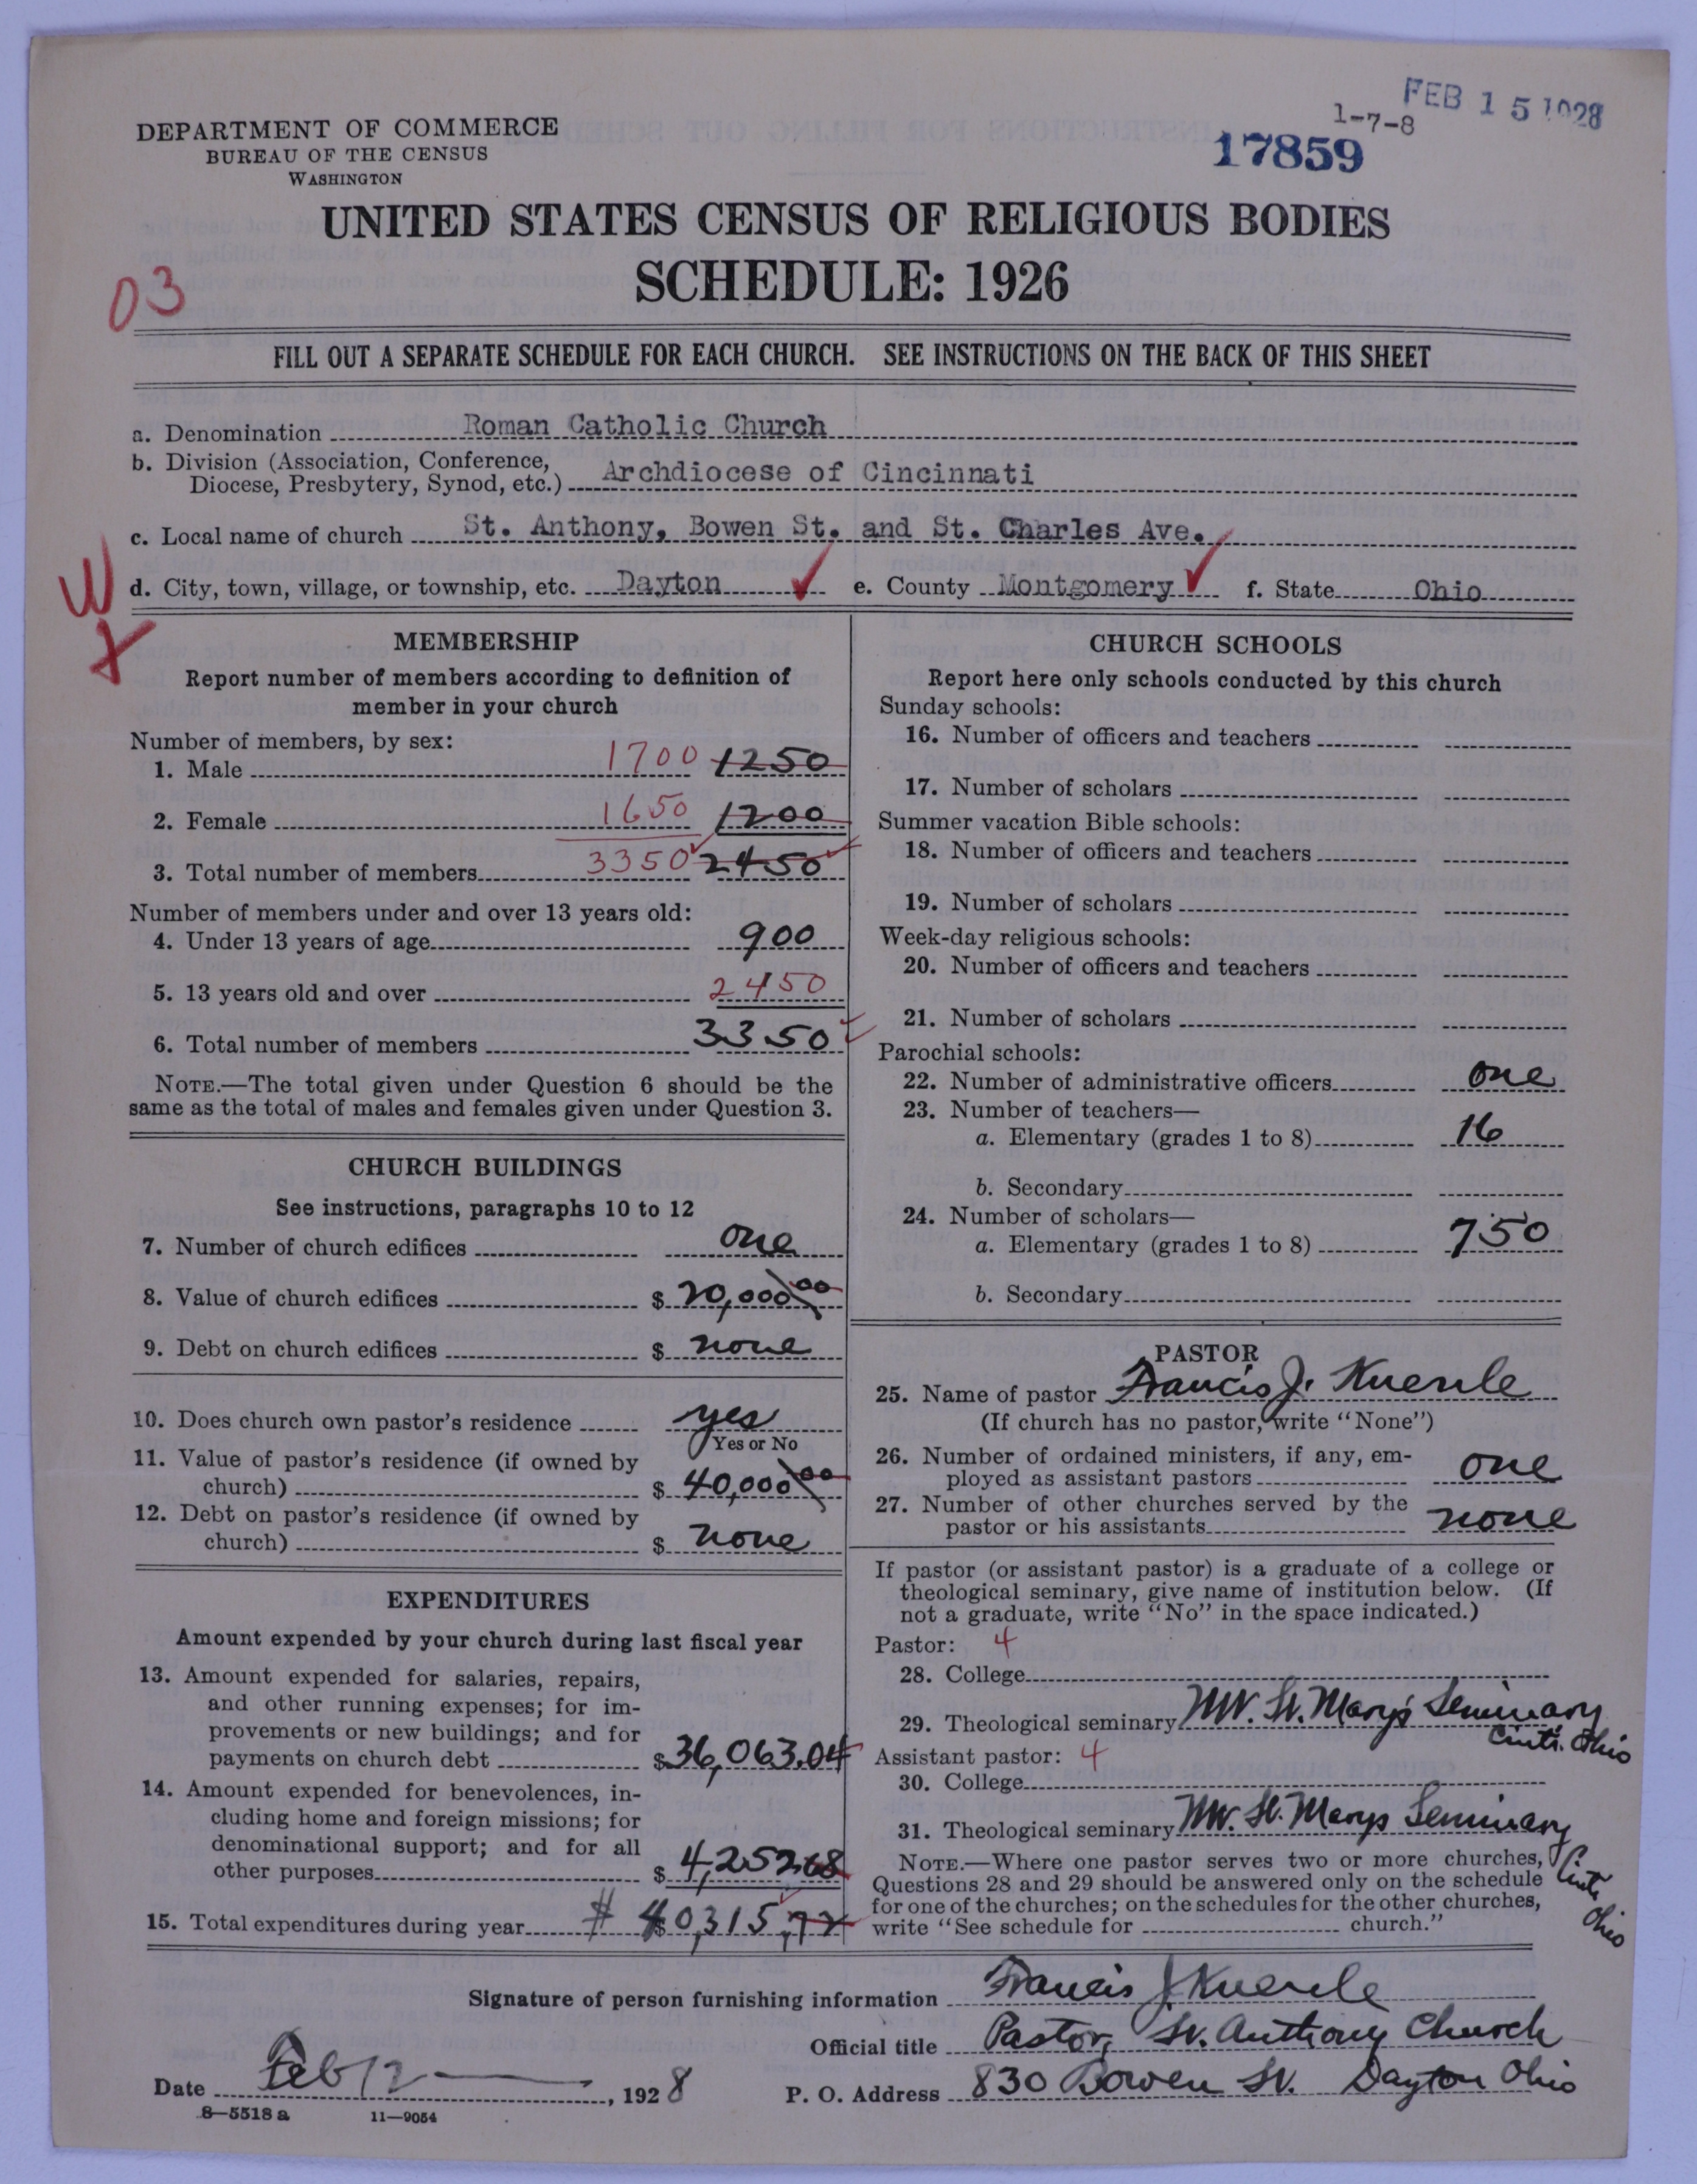 FEB 15 1928
1-7-8
17859
DEPARTMENT OF COMMERCE
BUREAU OF THE CENSUS
WASHINGTON
UNITED STATES CENSUS OF RELIGIOUS BODIES
SCHEDULE: 1926
03
FILL OUT A SEPARATE SCHEDULE FOR EACH CHURCH. SEE INSTRUCTIONS ON THE BACK OF THIS SHEET
a. Denomination Roman Catholic Church
b. Division (Association, Conference,
Diocese, Presbytery, Synod, etc.) Archdiocese of Cincinnati
c. Local name of church St. Anthony, Bowen St. and St. Charles Ave.
W
d. City, town, village, or township, etc. Dayton ✓ e. County Montgomery ✓ f. State Ohio
X
MEMBERSHIP
Report number of members according to definition of
member in your church
Number of members, by sex:
1. Male 1700 1250
2. Female 1650 1200
3. Total number of members 3350 2450
Number of members under and over 13 years old:
4. Under 13 years of age 900
5. 13 years old and over 2450
6. Total number of members 3350
NOTE.—The total given under Question 6 should be the
same as the total of males and females given under Question 3.
CHURCH BUILDINGS
See instructions, paragraphs 10 to 12
7. Number of church edifices one
8. Value of church edifices $ 20,000.00
9. Debt on church edifices $ none
10. Does church own pastor's residence yes
Yes or No
11. Value of pastor's residence (if owned by
church) $ 40,000.00
12. Debt on pastor's residence (if owned by
church) $ none
EXPENDITURES
Amount expended by your church during last fiscal year
13. Amount expended for salaries, repairs,
and other running expenses; for im-
provements or new buildings; and for
payments on church debt $36,063.04
14. Amount expended for benevolences, in-
cluding home and foreign missions; for
denominational support; and for all
other purposes $ 4,252.68
15. Total expenditures during year # $ 40,315.72
CHURCH SCHOOLS
Report here only schools conducted by this church
Sunday schools:
16. Number of officers and teachers
17. Number of scholars
Summer vacation Bible schools:
18. Number of officers and teachers
19. Number of scholars
Week-day religious schools:
20. Number of officers and teachers
21. Number of scholars
Parochial schools:
22. Number of administrative officers one
23. Number of teachers—
a. Elementary (grades 1 to 8) 16
b. Secondary
24. Number of scholars—
a. Elementary (grades 1 to 8) 750
b. Secondary
PASTOR
25. Name of pastor Francis J. Kuenle
(If church has no pastor, write "None")
26. Number of ordained ministers, if any, em-
ployed as assistant pastors one
27. Number of other churches served by the
pastor or his assistants none
If pastor (or assistant pastor) is a graduate of a college or
theological seminary, give name of institution below. (If
not a graduate, write "No" in the space indicated.)
Pastor: 4
28. College
29. Theological seminary Mt. St. Mary's Seminary
Cinti. Ohio
Assistant pastor: 4
30. College
31. Theological seminary Mt. St. Marys Seminary
Cinti Ohio
NOTE.—Where one pastor serves two or more churches,
Questions 28 and 29 should be answered only on the schedule
for one of the churches; on the schedules for the other churches,
write "See schedule for church."
Signature of person furnishing information Francis J. Kuenle
Official title Pastor, St. Anthony Church
Date Feb 12, 1928 P. O. Address 830 Bowen St. Dayton Ohio
8—5518 a 11—9054